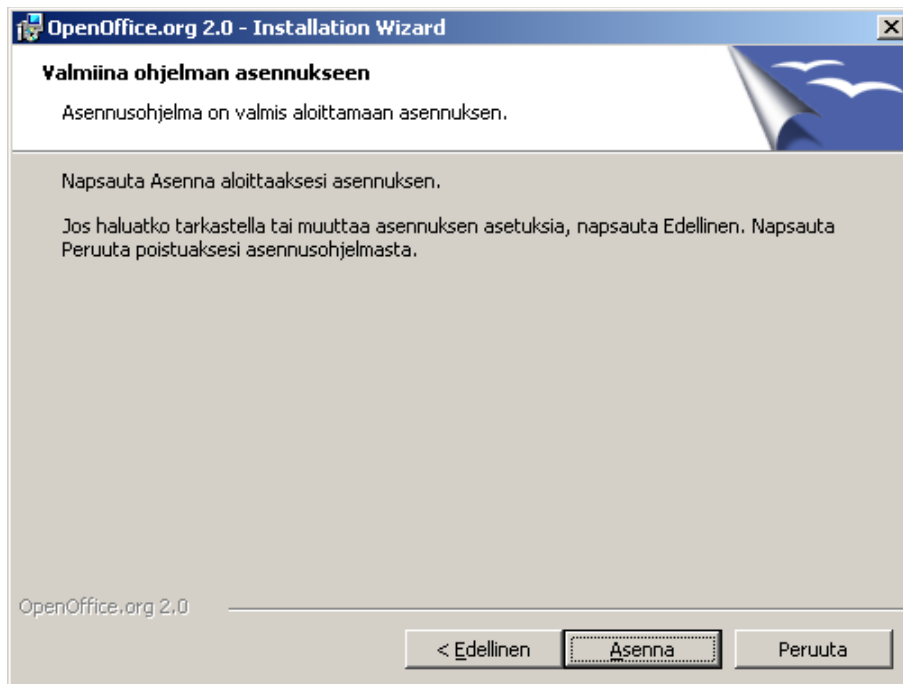 OpenOffice.org 2.0 - Installation Wizard
Valmiina ohjelman asennukseen
Asennusohjelma on valmis aloittamaan asennuksen.
Napsauta Asenna aloittaaksesi asennuksen.
Jos haluatko tarkastella tai muuttaa asennuksen asetuksia, napsauta Edellinen. Napsauta
Peruuta poistuaksesi asennusohjelmasta.
OpenOffice.org 2.0
< Edellinen
Asenna
Peruuta